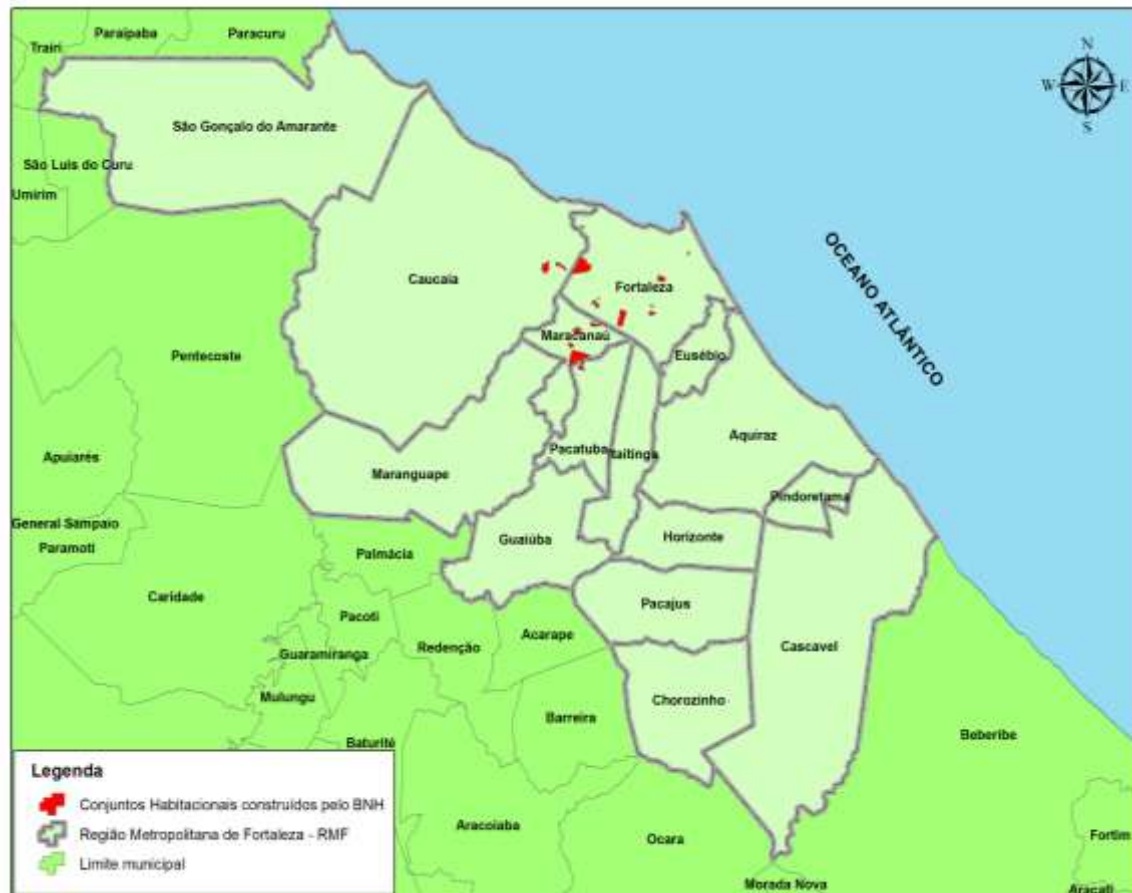 Paraipaba
Paracuru
Trairi
N
W
E
S
São Gonçalo do Amarante
São Luis do Curu
Umirim
OCEANO ATLÂNTICO
Caucaia
Fortaleza
Maracanaú
Eusébio
Pentecoste
Aquiraz
Pacatuba
Itaitinga
Apuiarés
Maranguape
Pindoretama
General Sampaio
Paramoti
Guaiúba
Horizonte
Palmácia
Caridade
Pacajus
Pacoti
Acarape
Redenção
Guaramiranga
Cascavel
Chorozinho
Mulungu
Barreira
Baturité
Beberibe
Legenda
Conjuntos Habitacionais construídos pelo BNH
Região Metropolitana de Fortaleza - RMF
Limite municipal
Aracoiaba
Ocara
Fortim
Morada Nova
Aracati